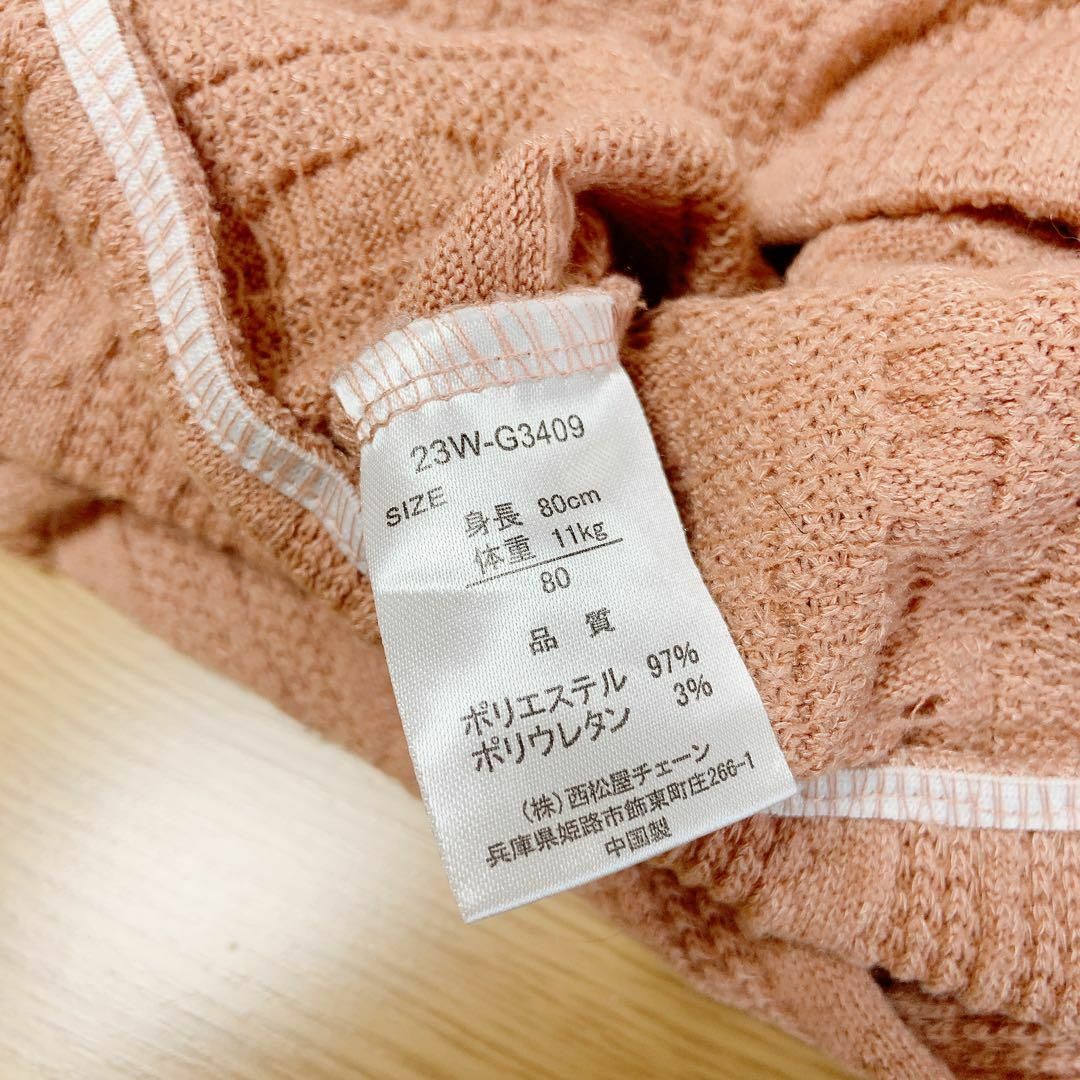 23W-G3409
SIZE
身長 80cm
体重 11kg
80
品 質
ポリエステル 97%
ポリウレタン 3%
(株)西松屋チェーン
兵庫県姫路市飾東町庄266-1
中国製